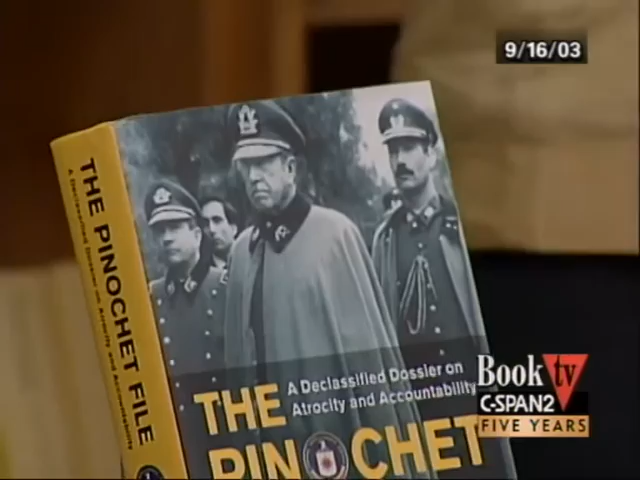 9/16/03
THE PINOCHET FILE
A Declassified Dossier on Atrocity and Accountability
A Declassified Dossier on
Atrocity and Accountability
THE
PINOCHET
Book tv
C-SPAN2
FIVE YEARS